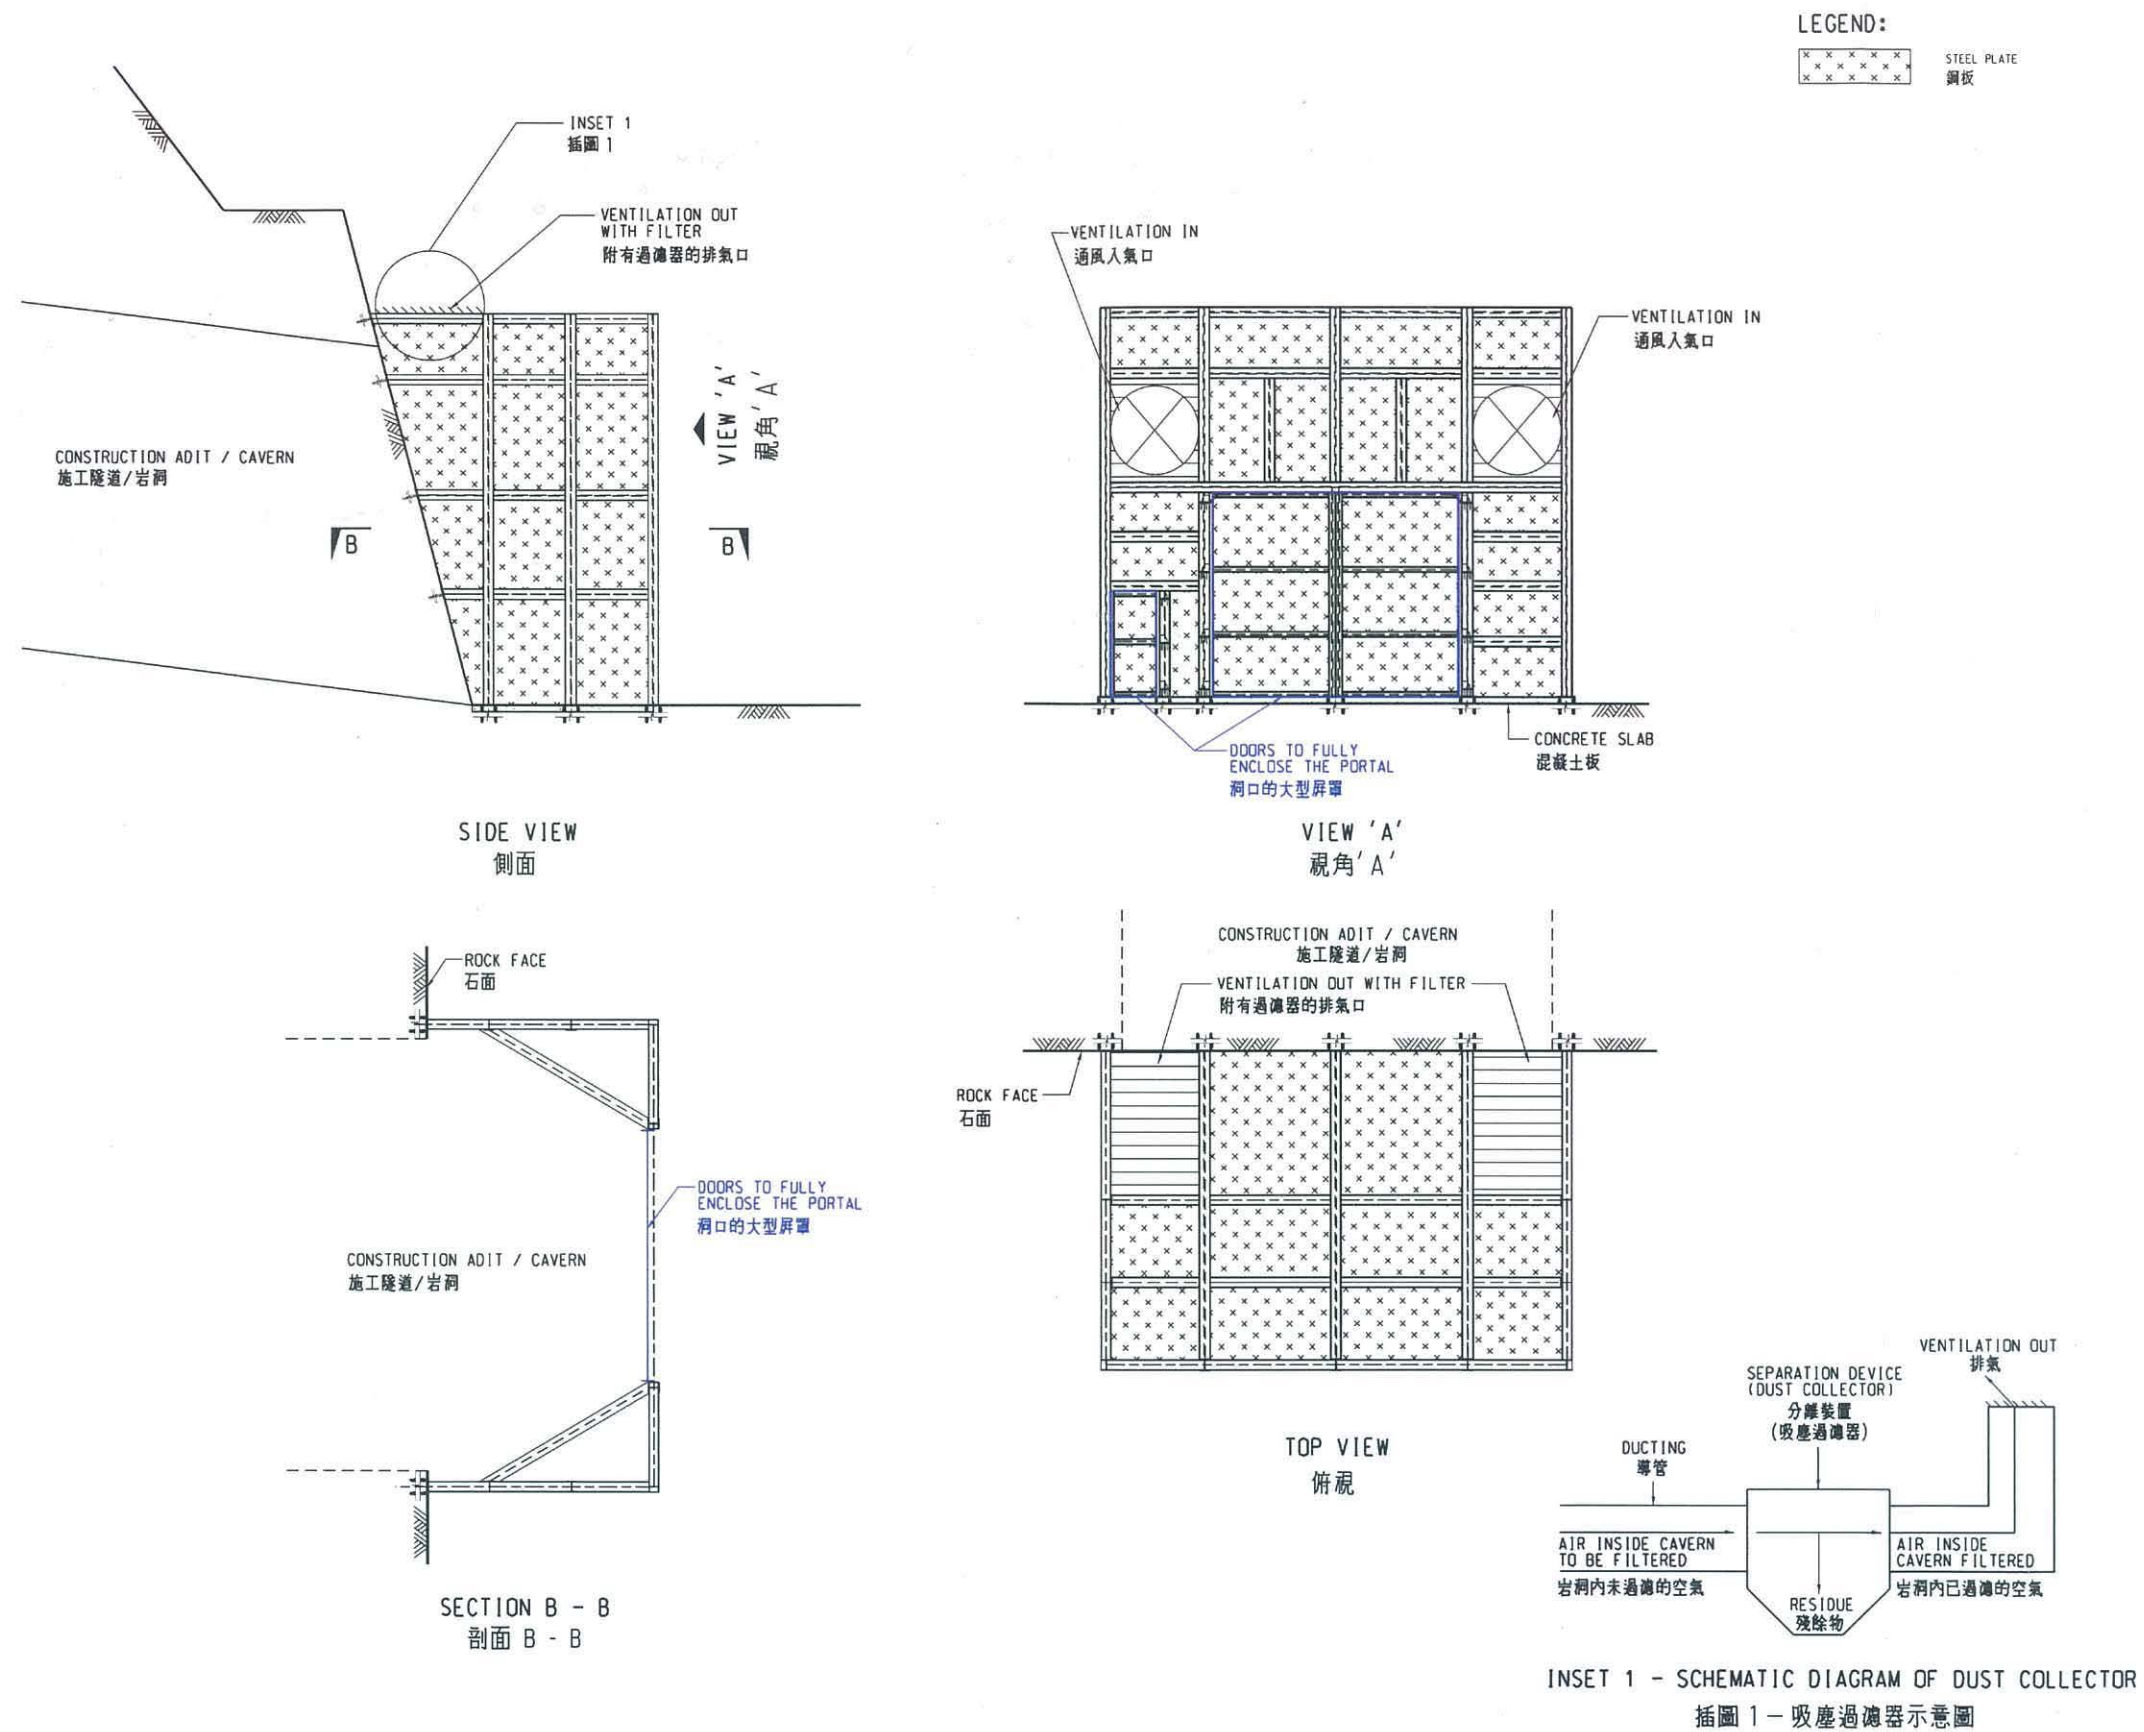 LEGEND:
STEEL PLATE
鋼板
INSET 1
插圖 1
VENTILATION OUT
WITH FILTER
附有過濾器的排氣口
CONSTRUCTION ADIT / CAVERN
施工隧道/岩洞
VIEW 'A'
視角'A'
B
B
SIDE VIEW
側面
VENTILATION IN
通風入氣口
VENTILATION IN
通風入氣口
DOORS TO FULLY
ENCLOSE THE PORTAL
洞口的大型屏罩
CONCRETE SLAB
混凝土板
VIEW 'A'
視角'A'
ROCK FACE
石面
DOORS TO FULLY
ENCLOSE THE PORTAL
洞口的大型屏罩
CONSTRUCTION ADIT / CAVERN
施工隧道/岩洞
SECTION B - B
剖面 B - B
CONSTRUCTION ADIT / CAVERN
施工隧道/岩洞
VENTILATION OUT WITH FILTER
附有過濾器的排氣口
ROCK FACE
石面
TOP VIEW
俯視
VENTILATION OUT
排氣
SEPARATION DEVICE
(DUST COLLECTOR)
分離裝置
(吸塵過濾器)
DUCTING
導管
AIR INSIDE CAVERN
TO BE FILTERED
岩洞內未過濾的空氣
AIR INSIDE
CAVERN FILTERED
岩洞內已過濾的空氣
RESIDUE
殘餘物
INSET 1 - SCHEMATIC DIAGRAM OF DUST COLLECTOR
插圖 1 - 吸塵過濾器示意圖